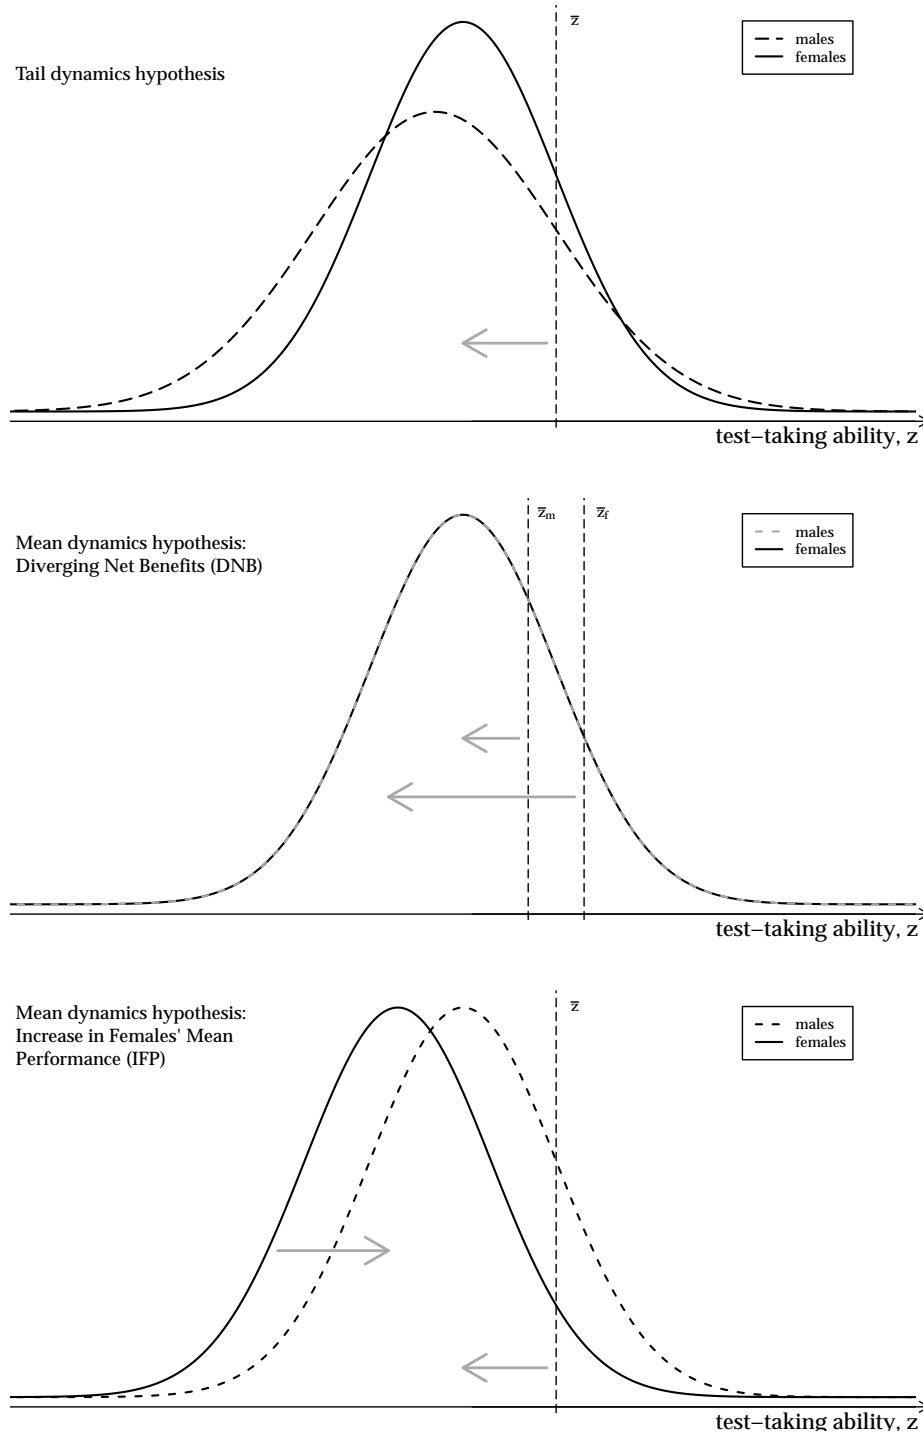 z̄
males
females
Tail dynamics hypothesis
test−taking ability, z
z̄m
z̄f
males
females
Mean dynamics hypothesis:
Diverging Net Benefits (DNB)
test−taking ability, z
Mean dynamics hypothesis:
Increase in Females' Mean
Performance (IFP)
z̄
males
females
test−taking ability, z